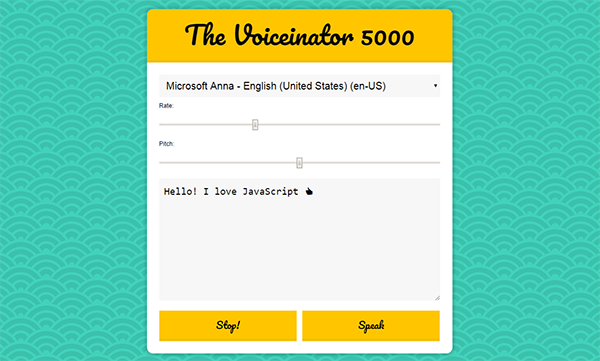 The Voiceinator 5000
Microsoft Anna - English (United States) (en-US)
Rate:
Pitch:
Hello! I love JavaScript 👆
Stop!
Speak